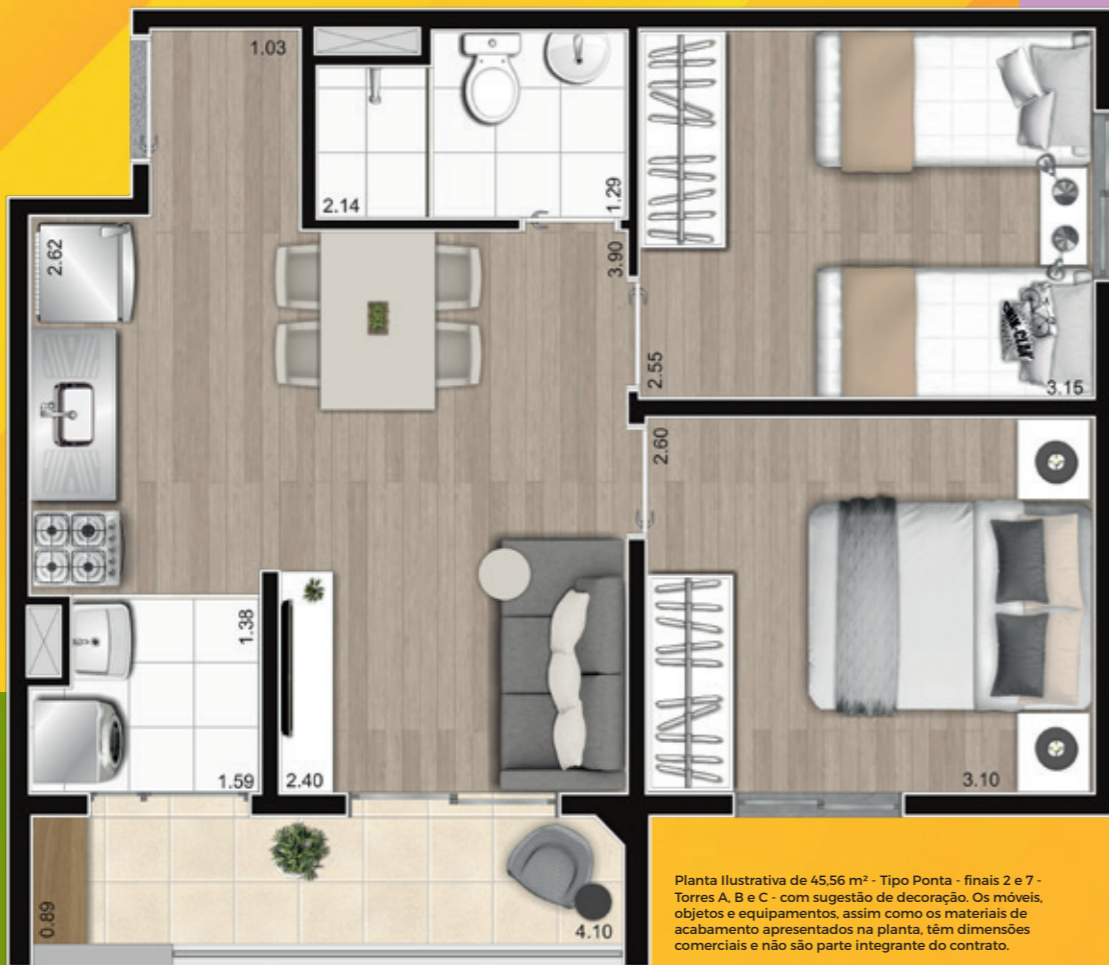 1.03
2.14
1.29
2.62
3.90
2.55
3.15
2.60
1.38
1.59
2.40
3.10
0.89
4.10
Planta Ilustrativa de 45,56 m² - Tipo Ponta - finais 2 e 7 -
Torres A, B e C - com sugestão de decoração. Os móveis,
objetos e equipamentos, assim como os materiais de
acabamento apresentados na planta, têm dimensões
comerciais e não são parte integrante do contrato.